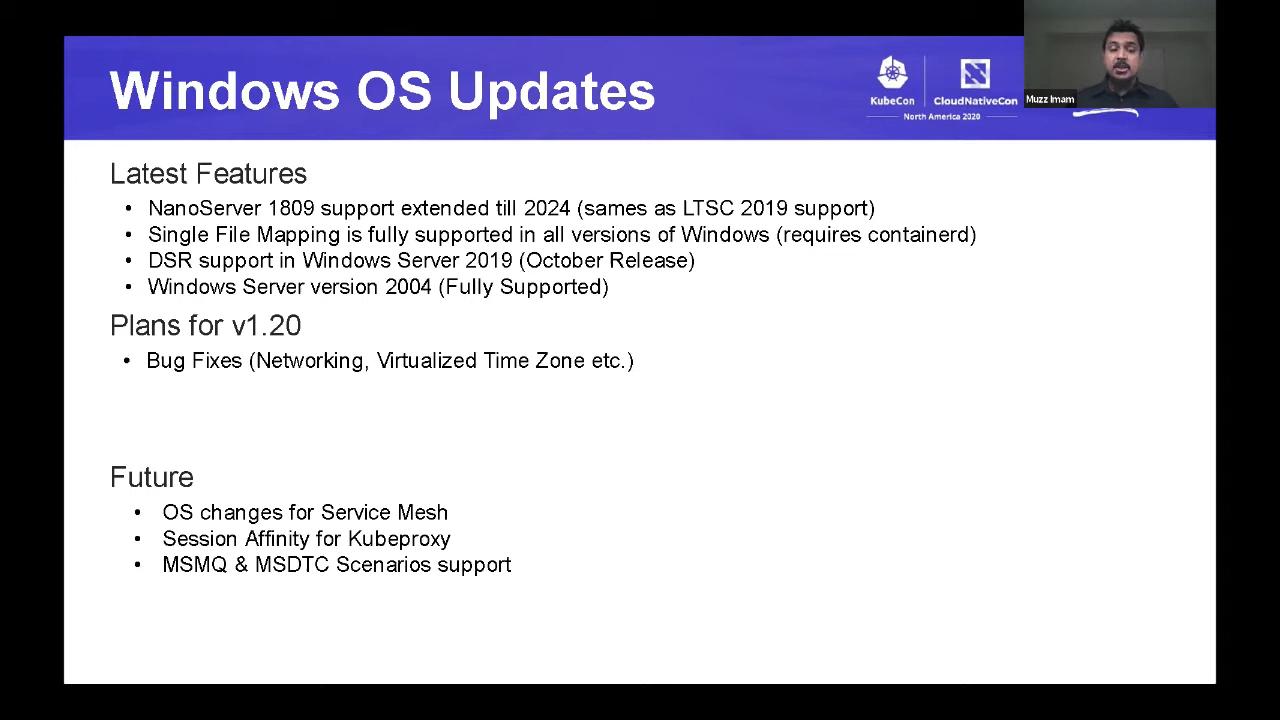 Windows OS Updates
KubeCon
CloudNativeCon
North America 2020
Muzz Imam
Latest Features
• NanoServer 1809 support extended till 2024 (sames as LTSC 2019 support)
• Single File Mapping is fully supported in all versions of Windows (requires containerd)
• DSR support in Windows Server 2019 (October Release)
• Windows Server version 2004 (Fully Supported)
Plans for v1.20
• Bug Fixes (Networking, Virtualized Time Zone etc.)
Future
• OS changes for Service Mesh
• Session Affinity for Kubeproxy
• MSMQ & MSDTC Scenarios support